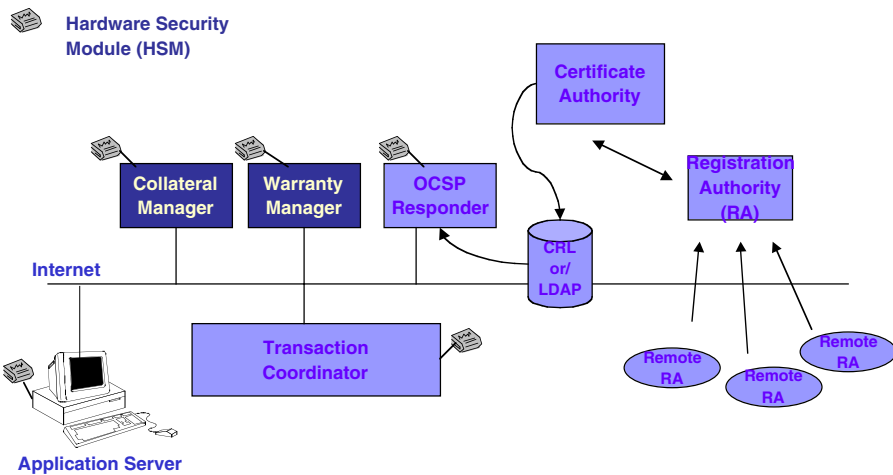 Hardware Security
Module (HSM)
Certificate
Authority
Registration
Authority
(RA)
Collateral
Manager
Warranty
Manager
OCSP
Responder
CRL
or/
LDAP
Internet
Transaction
Coordinator
Remote
RA
Remote
RA
Remote
RA
Application Server